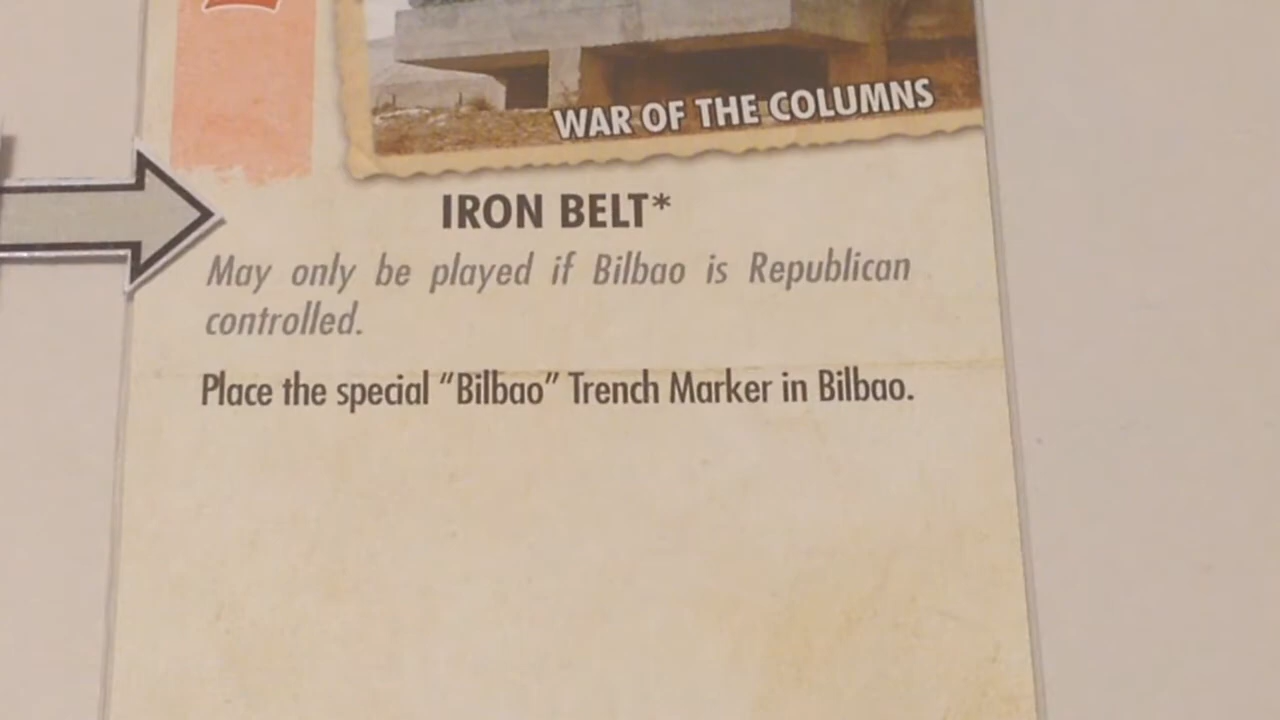 WAR OF THE COLUMNS
IRON BELT*
May only be played if Bilbao is Republican
controlled.
Place the special “Bilbao” Trench Marker in Bilbao.